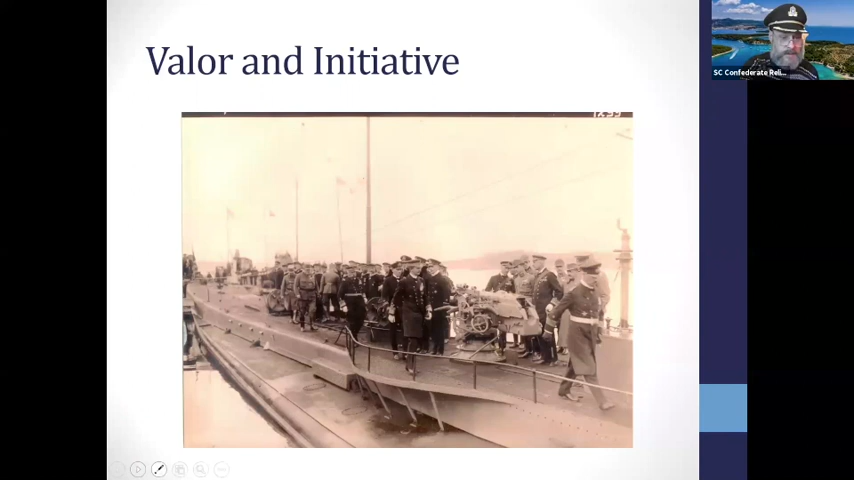 Valor and Initiative
SC Confederate Reli...